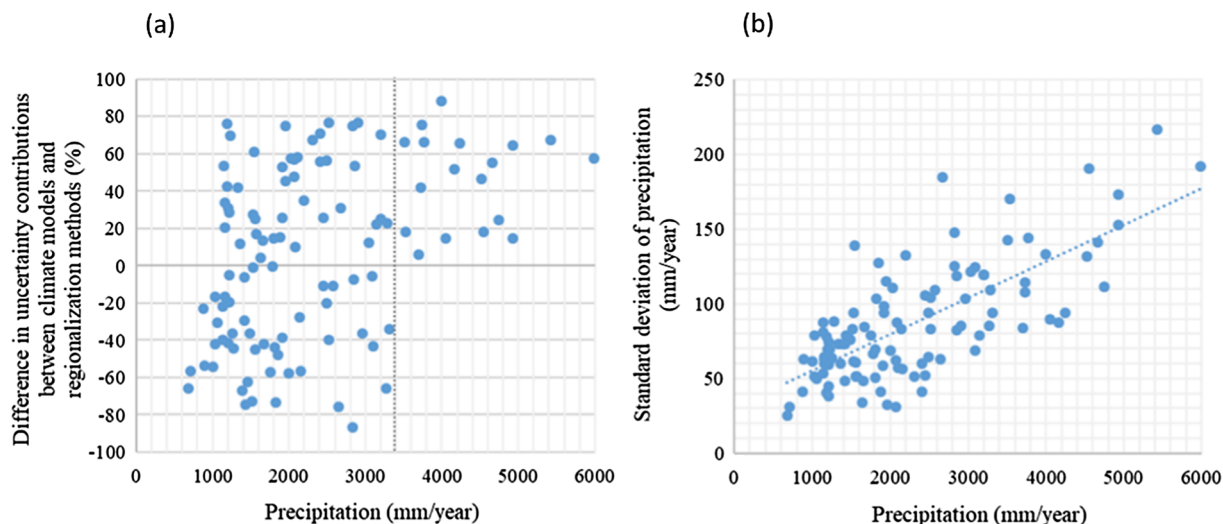 (a)
(b)
Difference in uncertainty contributions
between climate models and
regionalization methods (%)
100
80
60
40
20
0
-20
-40
-60
-80
-100
0 1000 2000 3000 4000 5000 6000
Precipitation (mm/year)
Standard deviation of precipitation
(mm/year)
250
200
150
100
50
0
0 1000 2000 3000 4000 5000 6000
Precipitation (mm/year)